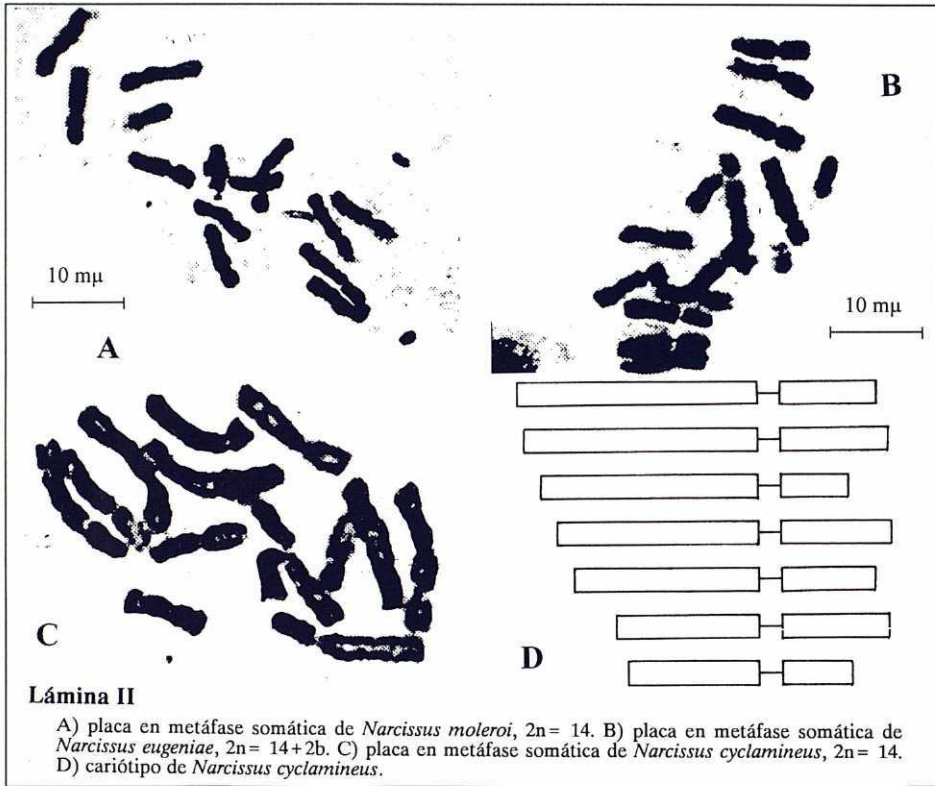 B
10 mµ
A
10 mµ
C
D
Lámina II
A) placa en metáfase somática de Narcissus moleroi, 2n= 14. B) placa en metáfase somática de
Narcissus eugeniae, 2n= 14+2b. C) placa en metáfase somática de Narcissus cyclamineus, 2n= 14.
D) cariótipo de Narcissus cyclamineus.